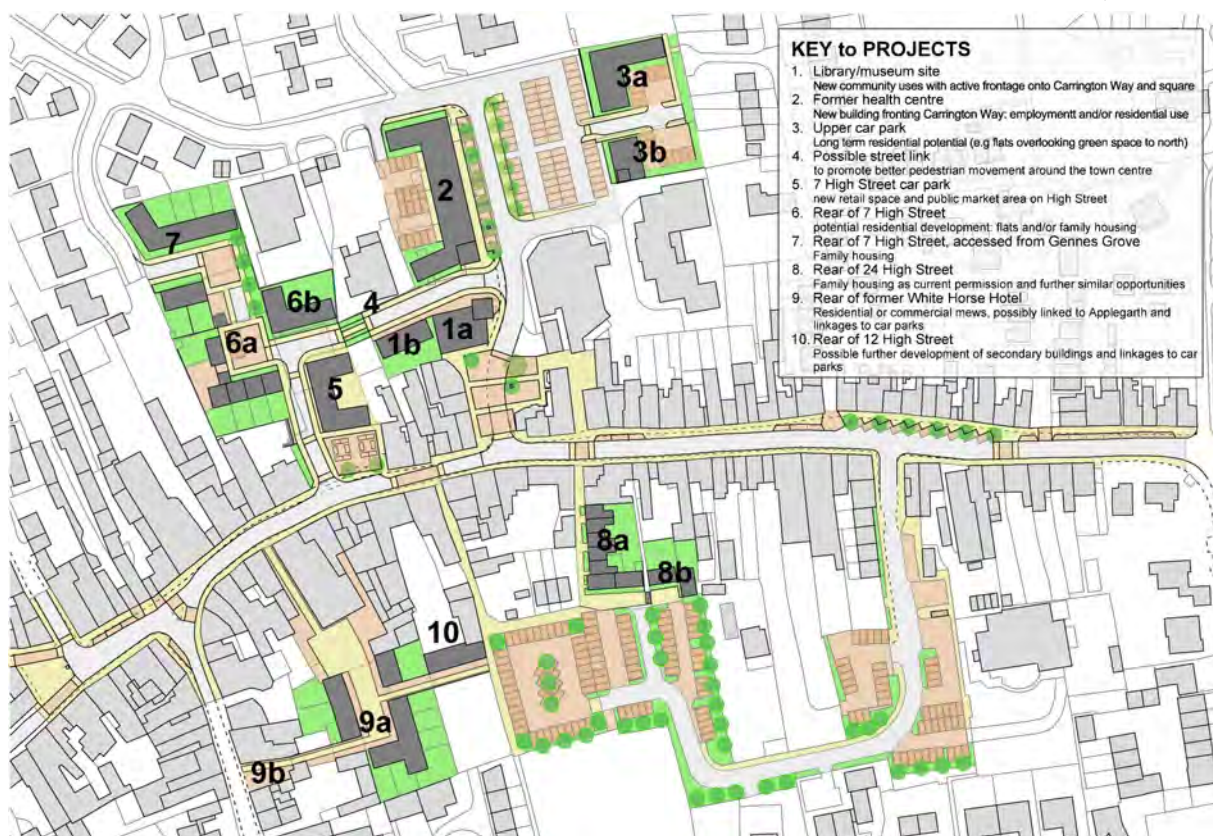 KEY to PROJECTS
1. Library/museum site
New community uses with active frontage onto Carrington Way and square
2. Former health centre
New building fronting Carrington Way: employmentt and/or residential use
3. Upper car park
Long term residential potential (e.g flats overlooking green space to north)
4. Possible street link
to promote better pedestrian movement around the town centre
5. 7 High Street car park
new retail space and public market area on High Street
6. Rear of 7 High Street
potential residential development: flats and/or family housing
7. Rear of 7 High Street, accessed from Gennes Grove
Family housing
8. Rear of 24 High Street
Family housing as current permission and further similar opportunities
9. Rear of former White Horse Hotel
Residential or commercial mews, possibly linked to Applegarth and
linkages to car parks
10. Rear of 12 High Street
Possible further development of secondary buildings and linkages to car
parks
3a
3b
2
7
6b
4
1a
1b
6a
5
8a
8b
10
9a
9b